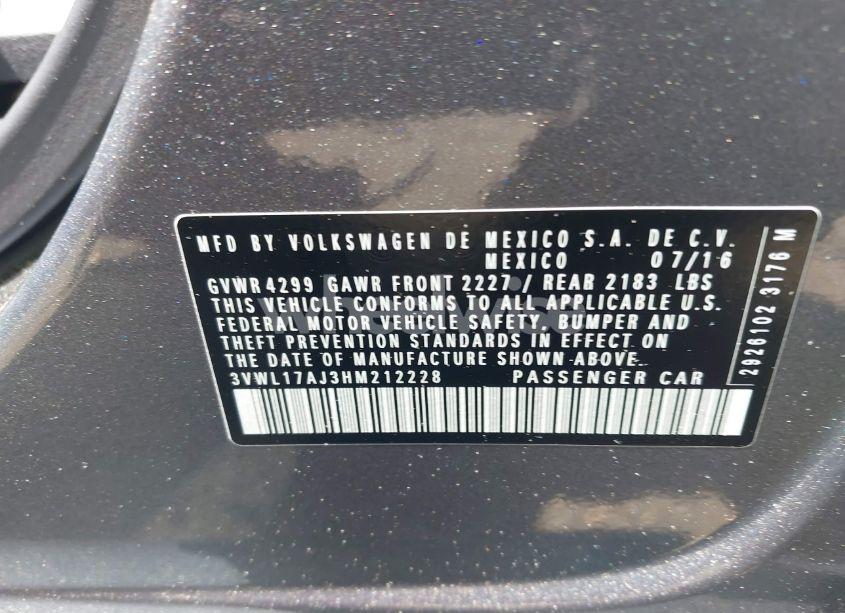 MFD BY VOLKSWAGEN DE MEXICO S.A. DE C.V.
MEXICO 07/16
GVWR 4299 GAWR FRONT 2227 / REAR 2183 LBS
THIS VEHICLE CONFORMS TO ALL APPLICABLE U.S.
FEDERAL MOTOR VEHICLE SAFETY, BUMPER AND
THEFT PREVENTION STANDARDS IN EFFECT ON
THE DATE OF MANUFACTURE SHOWN ABOVE.
3VWL17AJ3HM212228 PASSENGER CAR
2926102 3176 M